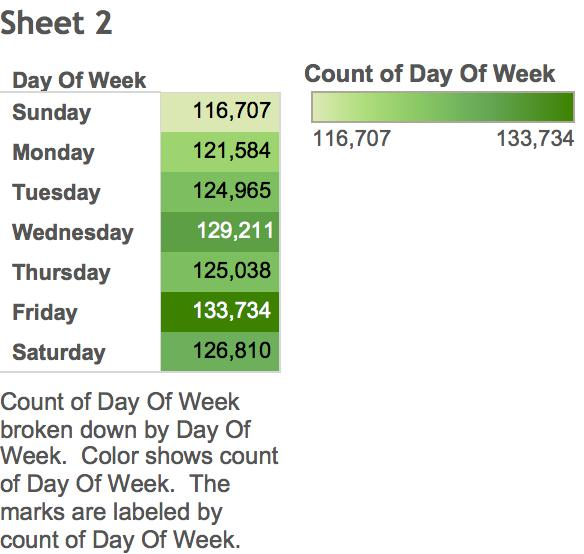 Sheet 2
Day Of Week
Sunday 116,707
Monday 121,584
Tuesday 124,965
Wednesday 129,211
Thursday 125,038
Friday 133,734
Saturday 126,810
Count of Day Of Week
116,707 133,734
Count of Day Of Week
broken down by Day Of
Week.  Color shows count
of Day Of Week.  The
marks are labeled by
count of Day Of Week.